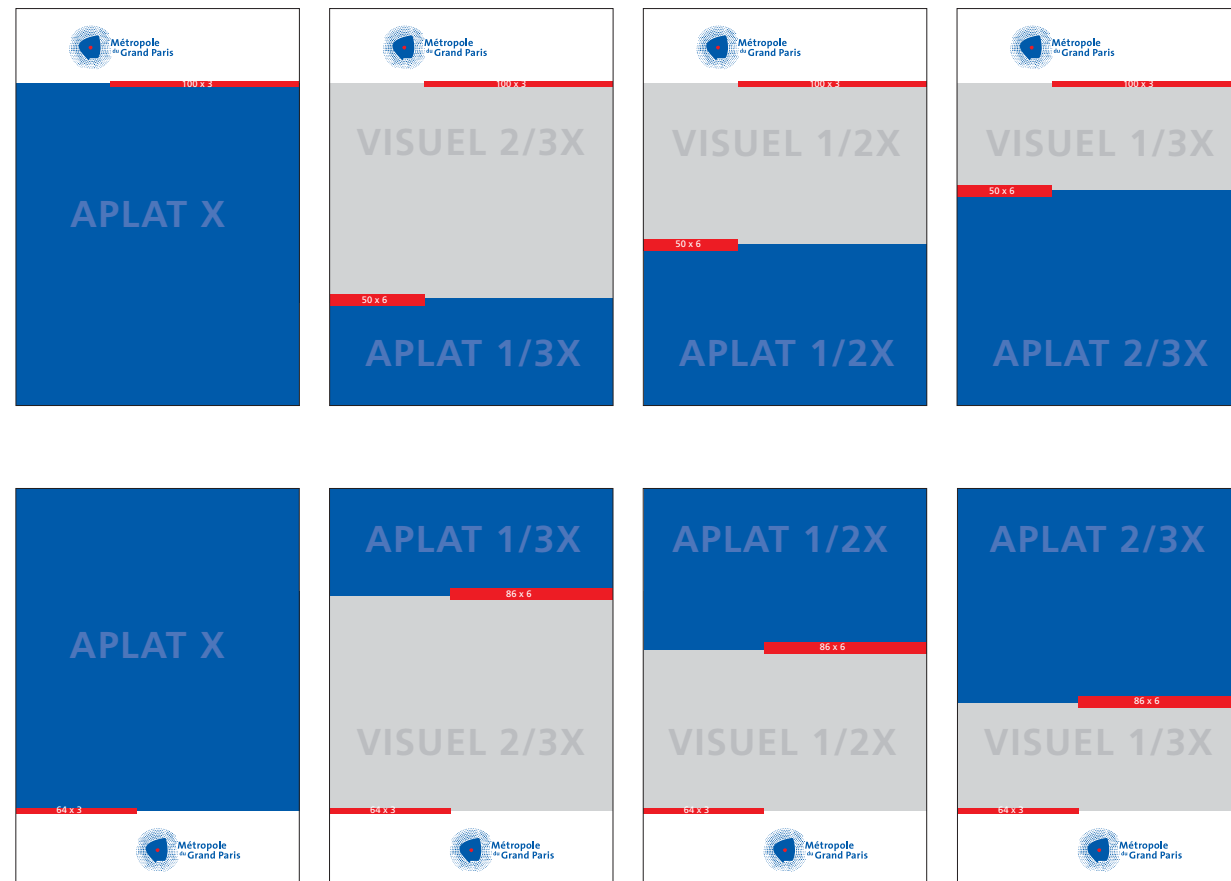 Métropole
du Grand Paris
100 x 3
APLAT X
Métropole
du Grand Paris
100 x 3
VISUEL 2/3X
50 x 6
APLAT 1/3X
Métropole
du Grand Paris
100 x 3
VISUEL 1/2X
50 x 6
APLAT 1/2X
Métropole
du Grand Paris
100 x 3
VISUEL 1/3X
50 x 6
APLAT 2/3X
APLAT X
64 x 3
Métropole
du Grand Paris
APLAT 1/3X
86 x 6
VISUEL 2/3X
64 x 3
Métropole
du Grand Paris
APLAT 1/2X
86 x 6
VISUEL 1/2X
64 x 3
Métropole
du Grand Paris
APLAT 2/3X
86 x 6
VISUEL 1/3X
64 x 3
Métropole
du Grand Paris